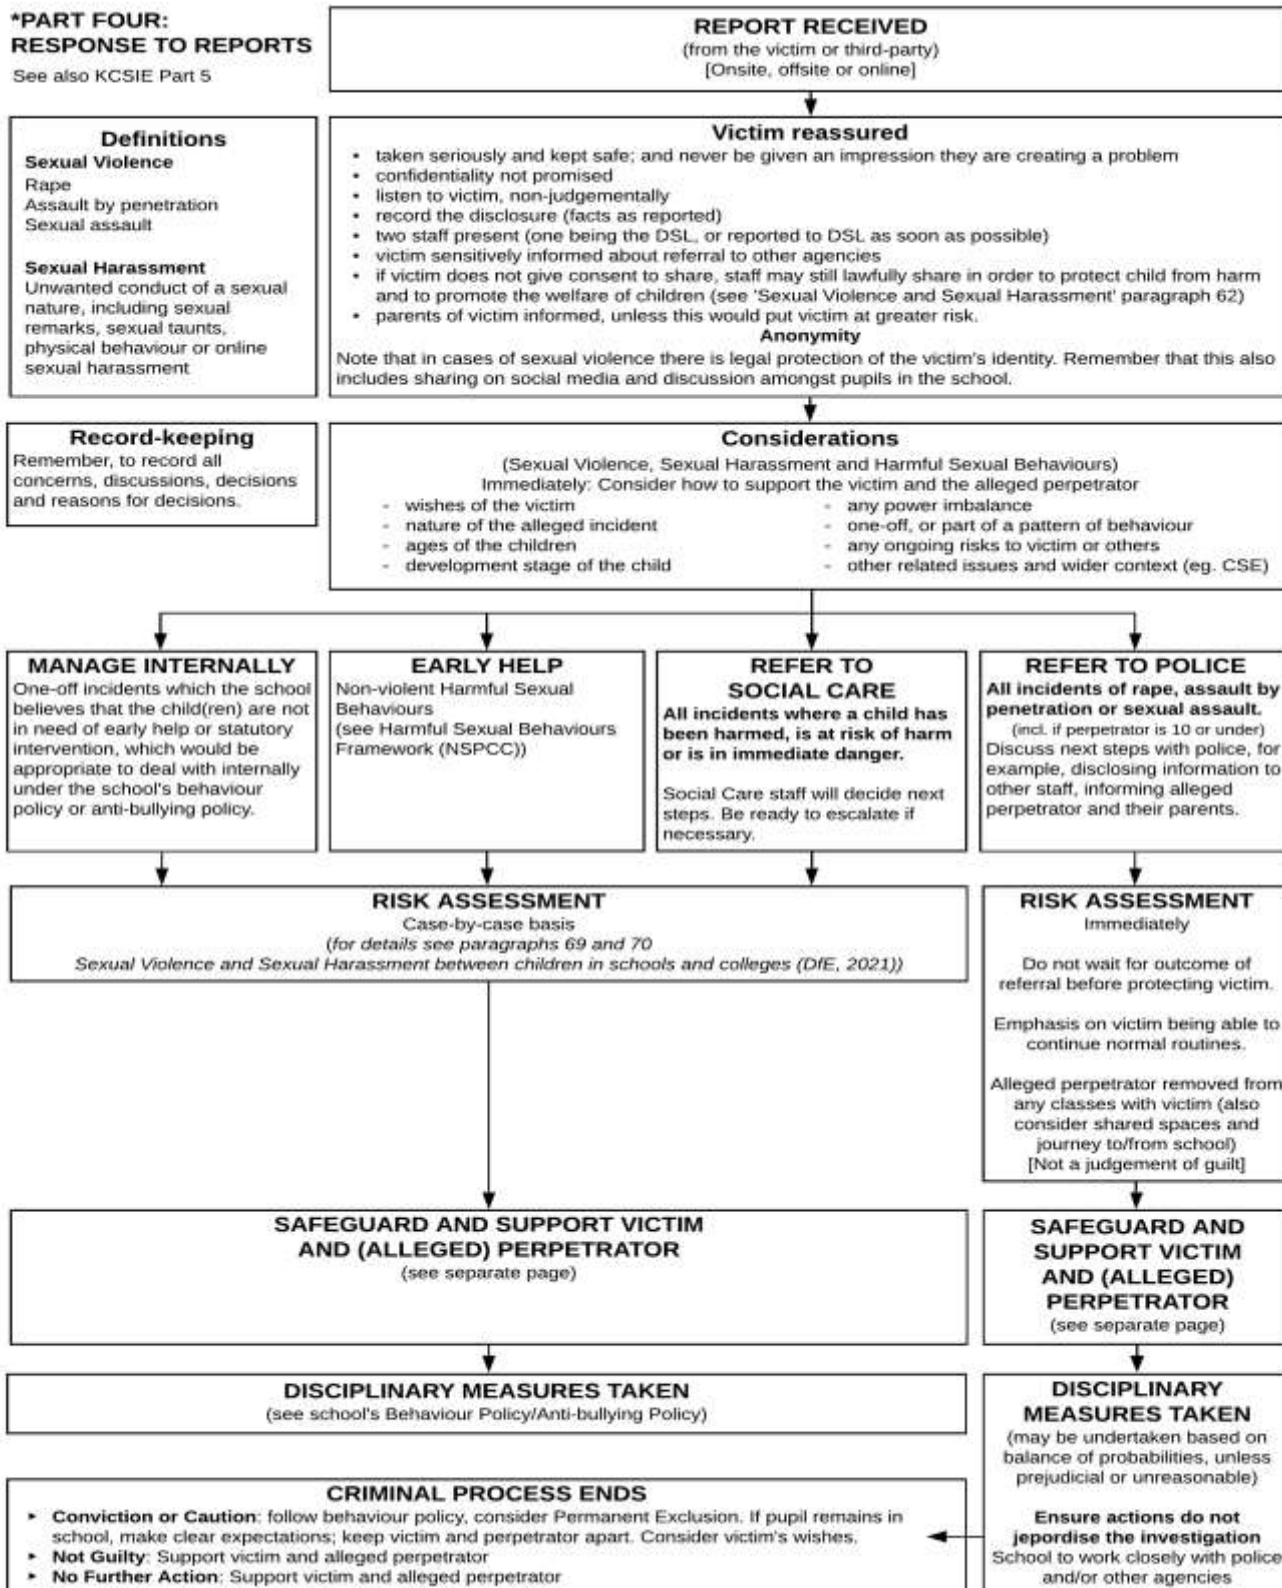 *PART FOUR:
RESPONSE TO REPORTS
See also KCSIE Part 5
REPORT RECEIVED
(from the victim or third-party)
[Onsite, offsite or online]
Definitions
Sexual Violence
Rape
Assault by penetration
Sexual assault
Sexual Harassment
Unwanted conduct of a sexual
nature, including sexual
remarks, sexual taunts,
physical behaviour or online
sexual harassment
Victim reassured
• taken seriously and kept safe; and never be given an impression they are creating a problem
• confidentiality not promised
• listen to victim, non-judgementally
• record the disclosure (facts as reported)
• two staff present (one being the DSL, or reported to DSL as soon as possible)
• victim sensitively informed about referral to other agencies
• if victim does not give consent to share, staff may still lawfully share in order to protect child from harm
and to promote the welfare of children (see 'Sexual Violence and Sexual Harassment' paragraph 62)
• parents of victim informed, unless this would put victim at greater risk.
Anonymity
Note that in cases of sexual violence there is legal protection of the victim's identity. Remember that this also
includes sharing on social media and discussion amongst pupils in the school.
Record-keeping
Remember, to record all
concerns, discussions, decisions
and reasons for decisions.
Considerations
(Sexual Violence, Sexual Harassment and Harmful Sexual Behaviours)
Immediately: Consider how to support the victim and the alleged perpetrator
- wishes of the victim
- nature of the alleged incident
- ages of the children
- development stage of the child
- any power imbalance
- one-off, or part of a pattern of behaviour
- any ongoing risks to victim or others
- other related issues and wider context (eg. CSE)
MANAGE INTERNALLY
One-off incidents which the school
believes that the child(ren) are not
in need of early help or statutory
intervention, which would be
appropriate to deal with internally
under the school's behaviour
policy or anti-bullying policy.
EARLY HELP
Non-violent Harmful Sexual
Behaviours
(see Harmful Sexual Behaviours
Framework (NSPCC))
REFER TO
SOCIAL CARE
All incidents where a child has
been harmed, is at risk of harm
or is in immediate danger.
Social Care staff will decide next
steps. Be ready to escalate if
necessary.
REFER TO POLICE
All incidents of rape, assault by
penetration or sexual assault.
(incl. if perpetrator is 10 or under)
Discuss next steps with police, for
example, disclosing information to
other staff, informing alleged
perpetrator and their parents.
RISK ASSESSMENT
Case-by-case basis
(for details see paragraphs 69 and 70
Sexual Violence and Sexual Harassment between children in schools and colleges (DfE, 2021))
RISK ASSESSMENT
Immediately
Do not wait for outcome of
referral before protecting victim.
Emphasis on victim being able to
continue normal routines.
Alleged perpetrator removed from
any classes with victim (also
consider shared spaces and
journey to/from school)
[Not a judgement of guilt]
SAFEGUARD AND SUPPORT VICTIM
AND (ALLEGED) PERPETRATOR
(see separate page)
SAFEGUARD AND
SUPPORT VICTIM
AND (ALLEGED)
PERPETRATOR
(see separate page)
DISCIPLINARY MEASURES TAKEN
(see school's Behaviour Policy/Anti-bullying Policy)
DISCIPLINARY
MEASURES TAKEN
(may be undertaken based on
balance of probabilities, unless
prejudicial or unreasonable)
Ensure actions do not
jepordise the investigation
School to work closely with police
and/or other agencies
CRIMINAL PROCESS ENDS
► Conviction or Caution: follow behaviour policy, consider Permanent Exclusion. If pupil remains in
school, make clear expectations; keep victim and perpetrator apart. Consider victim's wishes.
► Not Guilty: Support victim and alleged perpetrator
► No Further Action: Support victim and alleged perpetrator